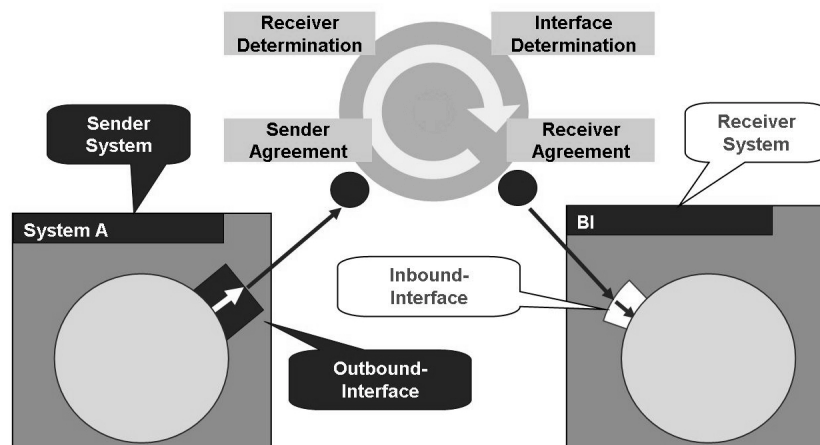 Receiver
Determination
Interface
Determination
Sender
System
Sender
Agreement
Receiver
Agreement
Receiver
System
System A
BI
Inbound-
Interface
Outbound-
Interface